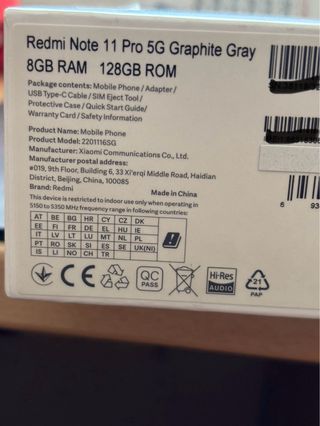 Redmi Note 11 Pro 5G Graphite Gray
8GB RAM 128GB ROM
Package contents: Mobile Phone / Adapter /
USB Type-C Cable / SIM Eject Tool /
Protective Case / Quick Start Guide /
Warranty Card / Safety Information
Product Name: Mobile Phone
Product Model: 2201116SG
Manufacturer: Xiaomi Communications Co., Ltd.
Manufacturer postal address:
#019, 9th Floor, Building 6, 33 Xi'erqi Middle Road, Haidian
District, Beijing, China, 100085
Brand: Redmi Made in China
This device is restricted to indoor use only when operating in
5150 to 5350 MHz frequency range in following countries:
AT BE BG HR CY CZ DK
EE FI FR DE EL HU IE
IT LV LT LU MT NL PL
PT RO SK SI ES SE UK(NI)
IS LI NO CH TR
CE
QC
PASS
Hi-Res
AUDIO
21
PAP
6 93